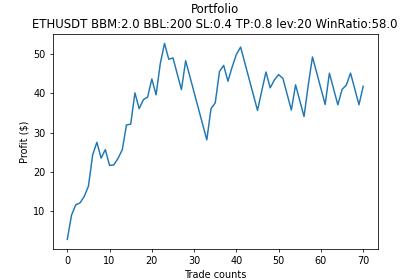 Portfolio
ETHUSDT BBM:2.0 BBL:200 SL:0.4 TP:0.8 lev:20 WinRatio:58.0
50
40
30
20
10
Profit ($)
0 10 20 30 40 50 60 70
Trade counts